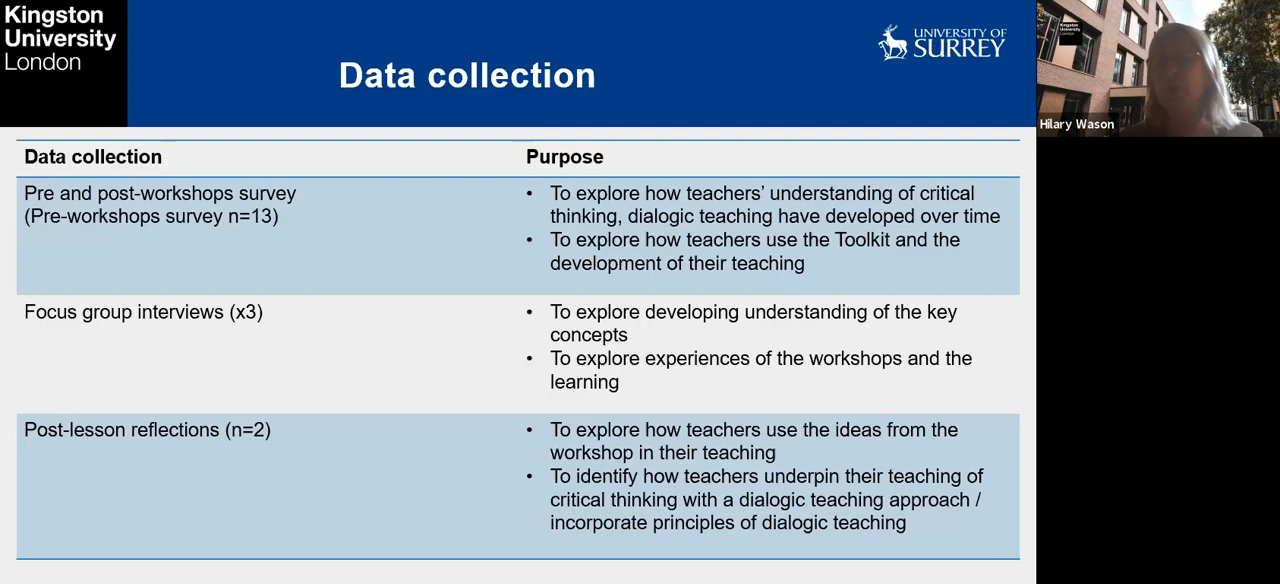 Kingston
University
London
Data collection
UNIVERSITY OF
SURREY
Hilary Wason
Data collection
Purpose
Pre and post-workshops survey
(Pre-workshops survey n=13)
• To explore how teachers’ understanding of critical
thinking, dialogic teaching have developed over time
• To explore how teachers use the Toolkit and the
development of their teaching
Focus group interviews (x3)
• To explore developing understanding of the key
concepts
• To explore experiences of the workshops and the
learning
Post-lesson reflections (n=2)
• To explore how teachers use the ideas from the
workshop in their teaching
• To identify how teachers underpin their teaching of
critical thinking with a dialogic teaching approach /
incorporate principles of dialogic teaching